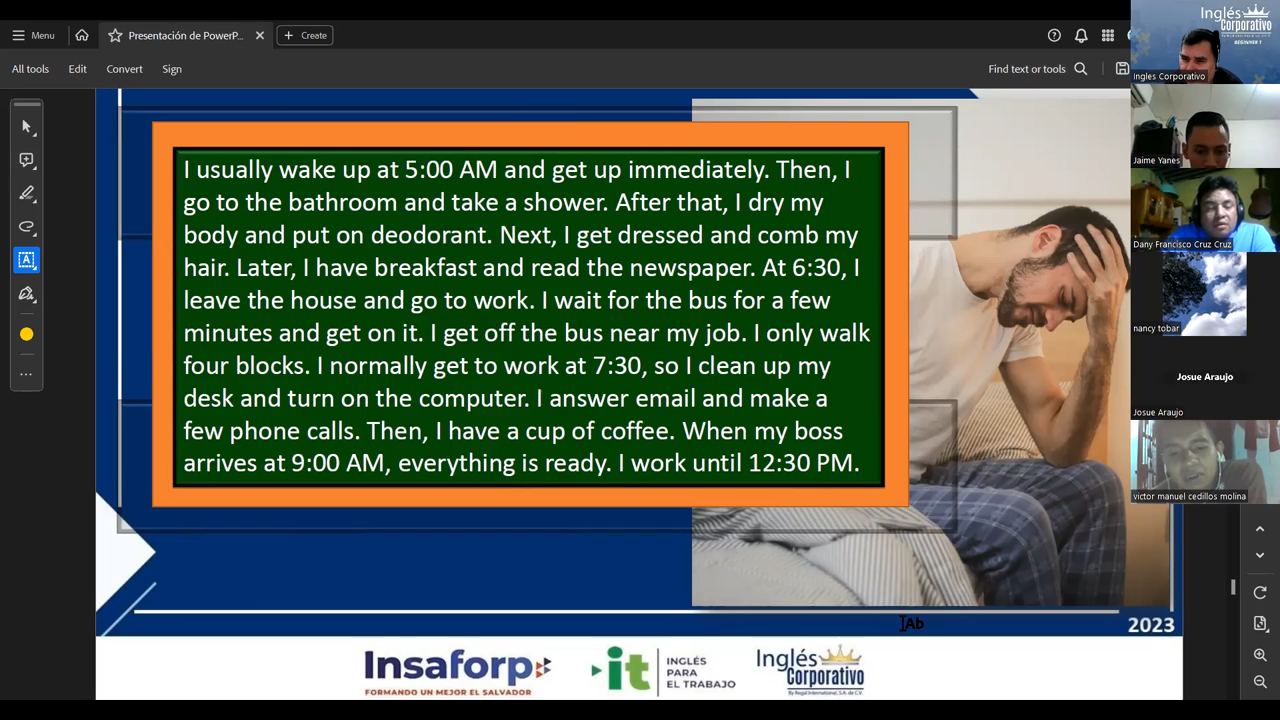 Menu
Presentación de PowerP...
Create
All tools
Edit
Convert
Sign
Find text or tools
I usually wake up at 5:00 AM and get up immediately. Then, I
go to the bathroom and take a shower. After that, I dry my
body and put on deodorant. Next, I get dressed and comb my
hair. Later, I have breakfast and read the newspaper. At 6:30, I
leave the house and go to work. I wait for the bus for a few
minutes and get on it. I get off the bus near my job. I only walk
four blocks. I normally get to work at 7:30, so I clean up my
desk and turn on the computer. I answer email and make a
few phone calls. Then, I have a cup of coffee. When my boss
arrives at 9:00 AM, everything is ready. I work until 12:30 PM.
Ab
2023
Insaforp
FORMANDO UN MEJOR EL SALVADOR
it
INGLÉS
PARA
EL TRABAJO
Inglés
Corporativo
By Regal International, S.A. de C.V.
Inglés
Corporativo
BEGINNER 1
Ingles Corporativo
Jaime Yanes
Dany Francisco Cruz Cruz
nancy tobar
Josue Araujo
Josue Araujo
victor manuel cedillos molina